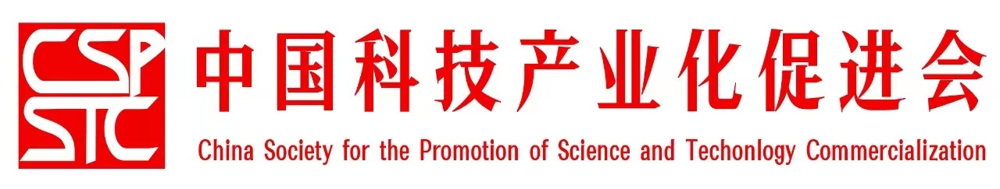 CSP
STC
中国科技产业化促进会
China Society for the Promotion of Science and Techonlogy Commercialization